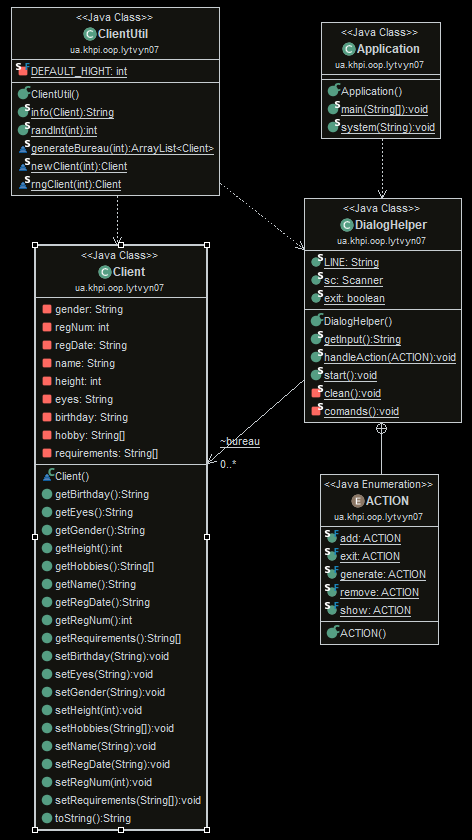 <<Java Class>>
ClientUtil
ua.khpi.oop.lytvyn07
DEFAULT_HIGHT: int
ClientUtil()
info(Client):String
randInt(int):int
generateBureau(int):ArrayList<Client>
newClient(int):Client
rngClient(int):Client
<<Java Class>>
Application
ua.khpi.oop.lytvyn07
Application()
main(String[]):void
system(String):void
<<Java Class>>
DialogHelper
ua.khpi.oop.lytvyn07
LINE: String
sc: Scanner
exit: boolean
DialogHelper()
getInput():String
handleAction(ACTION):void
start():void
clean():void
comands():void
<<Java Class>>
Client
ua.khpi.oop.lytvyn07
gender: String
regNum: int
regDate: String
name: String
height: int
eyes: String
birthday: String
hobby: String[]
requirements: String[]
Client()
getBirthday():String
getEyes():String
getGender():String
getHeight():int
getHobbies():String[]
getName():String
getRegDate():String
getRegNum():int
getRequirements():String[]
setBirthday(String):void
setEyes(String):void
setGender(String):void
setHeight(int):void
setHobbies(String[]):void
setName(String):void
setRegDate(String):void
setRegNum(int):void
setRequirements(String[]):void
toString():String
~bureau
0..*
<<Java Enumeration>>
ACTION
ua.khpi.oop.lytvyn07
add: ACTION
exit: ACTION
generate: ACTION
remove: ACTION
show: ACTION
ACTION()